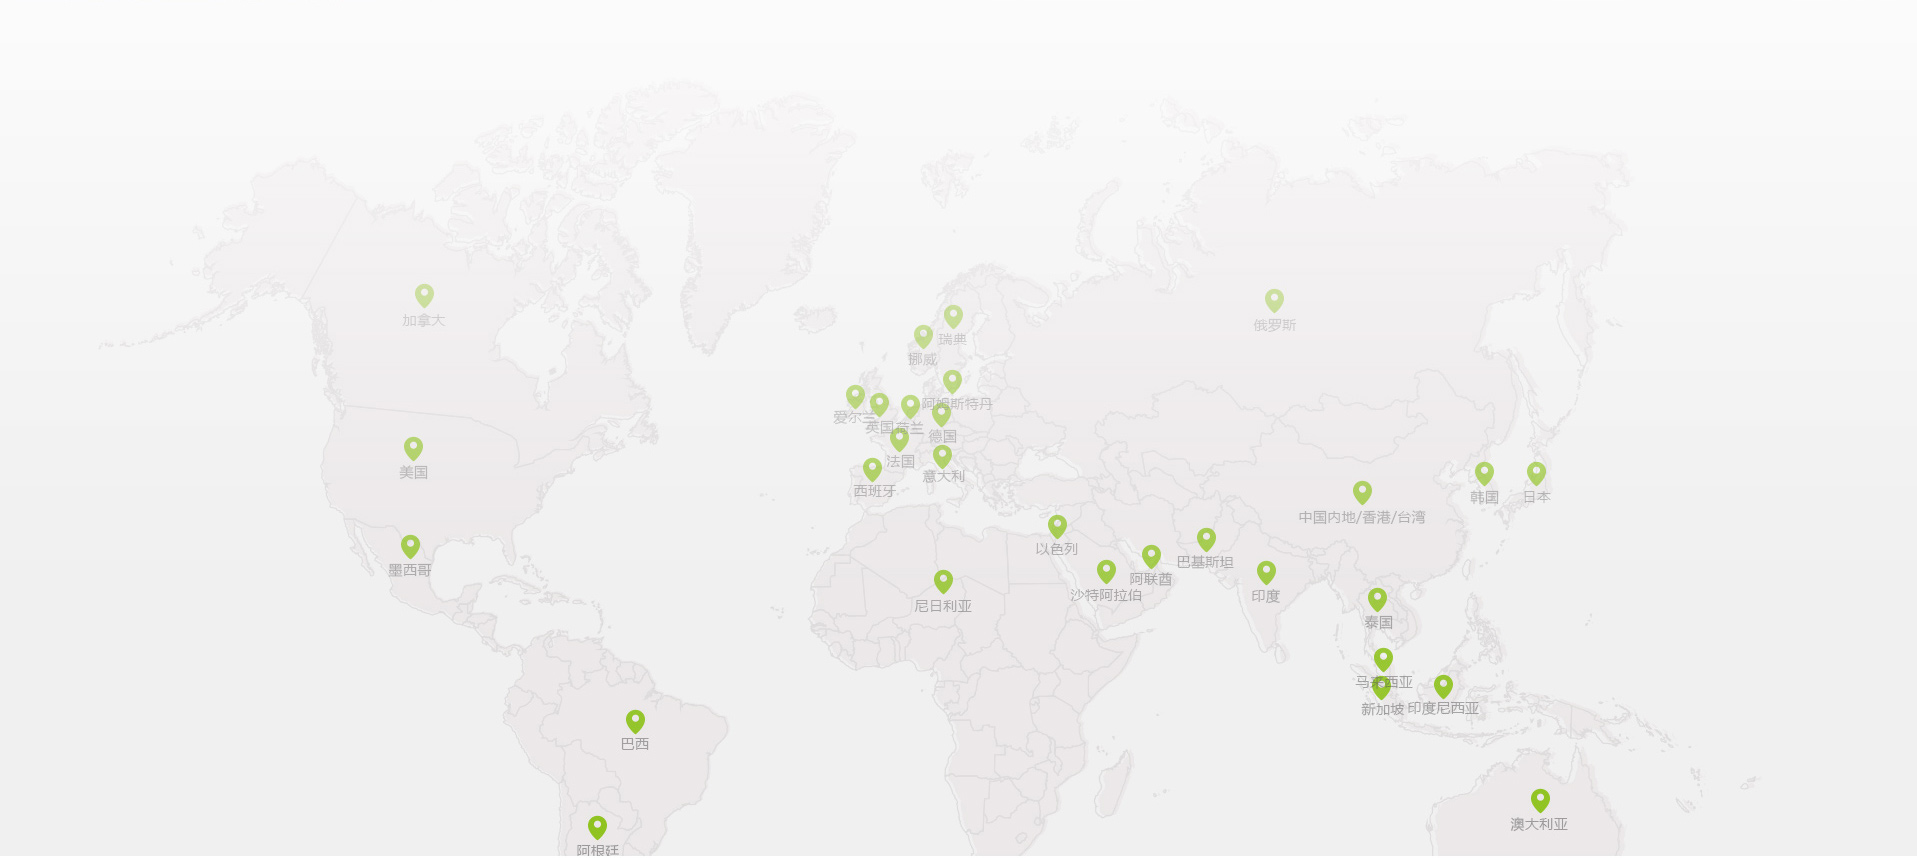 加拿大
俄罗斯
瑞典
挪威
阿姆斯特丹
爱尔兰
英国
荷兰
德国
法国
美国
意大利
西班牙
韩国
日本
中国内地/香港/台湾
以色列
巴基斯坦
墨西哥
阿联酋
沙特阿拉伯
印度
尼日利亚
泰国
马来西亚
新加坡
印度尼西亚
巴西
澳大利亚
阿根廷